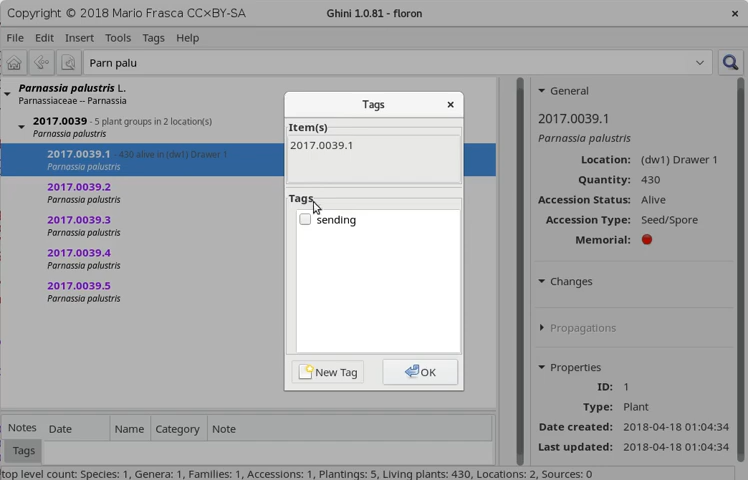 Copyright © 2018 Mario Frasca CC×BY-SA
Ghini 1.0.81 - floron
File Edit Insert Tools Tags Help
Parn palu
Parnassia palustris L.
Parnassiaceae -- Parnassia
2017.0039 - 5 plant groups in 2 location(s)
Parnassia palustris
2017.0039.1 - 430 alive in (dw1) Drawer 1
Parnassia palustris
2017.0039.2
Parnassia palustris
2017.0039.3
Parnassia palustris
2017.0039.4
Parnassia palustris
2017.0039.5
Parnassia palustris
Tags
Item(s)
2017.0039.1
Tags
sending
New Tag
OK
General
2017.0039.1
Parnassia palustris
Location: (dw1) Drawer 1
Quantity: 430
Accession Status: Alive
Accession Type: Seed/Spore
Memorial:
Changes
Propagations
Properties
ID: 1
Type: Plant
Date created: 2018-04-18 01:04:34
Last updated: 2018-04-18 01:04:34
Notes
Tags
Date Name Category Note
top level count: Species: 1, Genera: 1, Families: 1, Accessions: 1, Plantings: 5, Living plants: 430, Locations: 2, Sources: 0